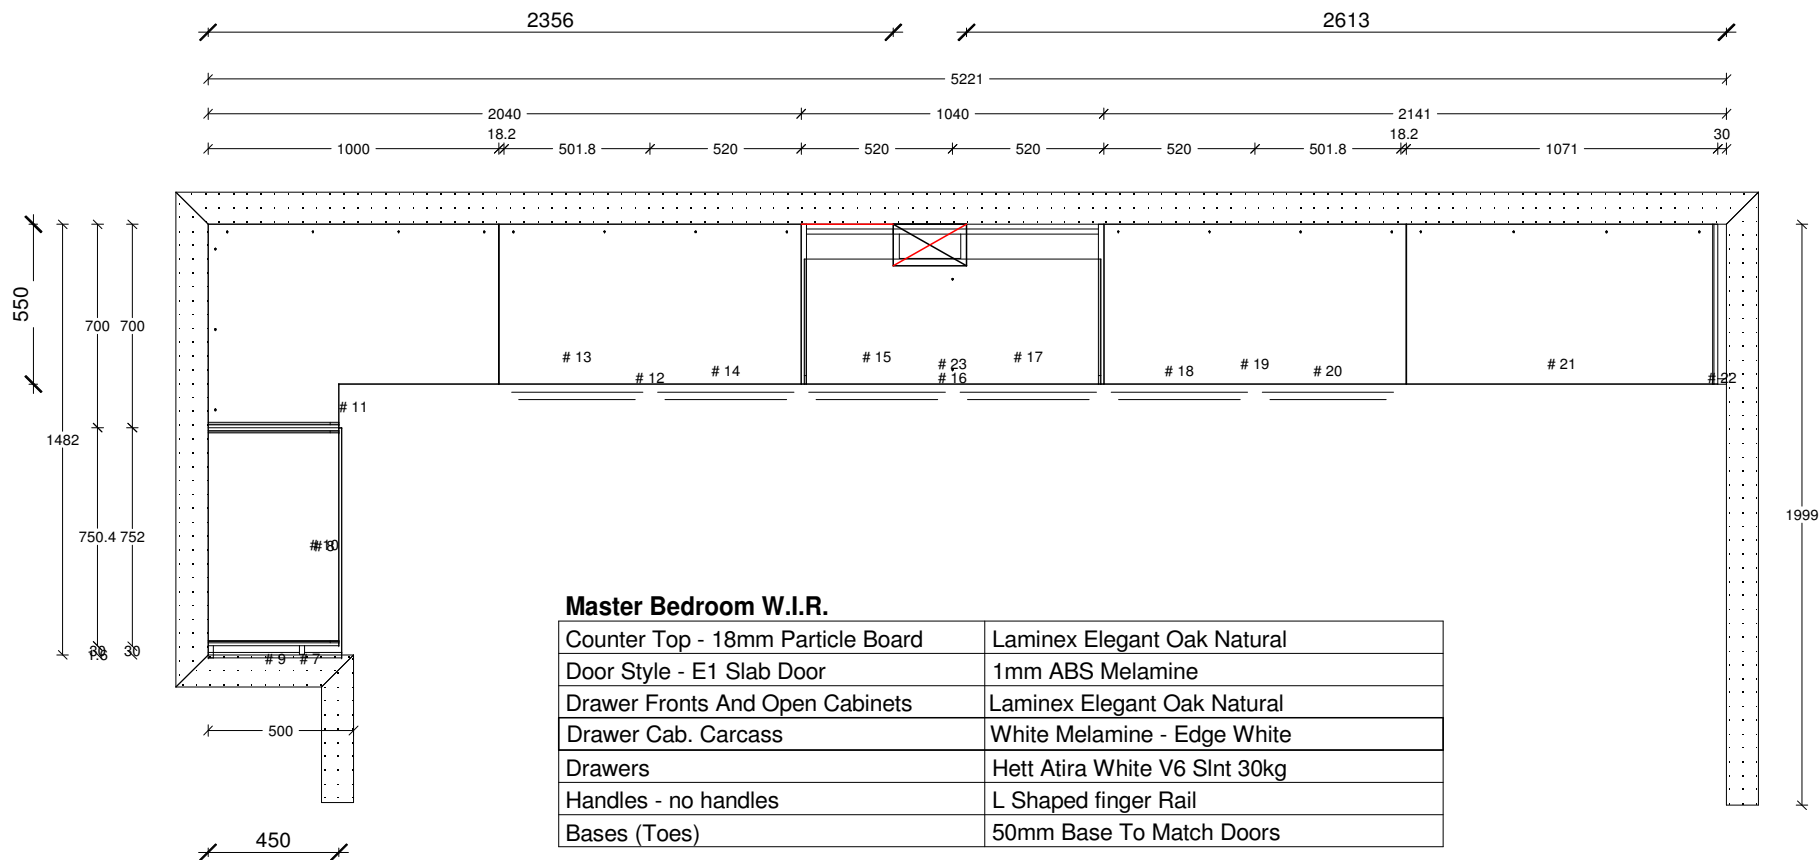 2356 2613
5221
2040 1040 2141
18.2 18.2 30
1000 501.8 520 520 520 520 501.8 1071
550
700 700
# 13 # 15 # 17
# 23 # 19 # 21
# 14 # 18 # 20
# 12 # 16 # 22
# 11
1482
1999
750.4 752
# 10
# 8
Master Bedroom W.I.R.
Counter Top - 18mm Particle Board Laminex Elegant Oak Natural
30
# 9 # 7
Door Style - E1 Slab Door 1mm ABS Melamine
Drawer Fronts And Open Cabinets Laminex Elegant Oak Natural
500
Drawer Cab. Carcass White Melamine - Edge White
Drawers Hett Atira White V6 Slnt 30kg
Handles - no handles L Shaped finger Rail
Bases (Toes) 50mm Base To Match Doors
450